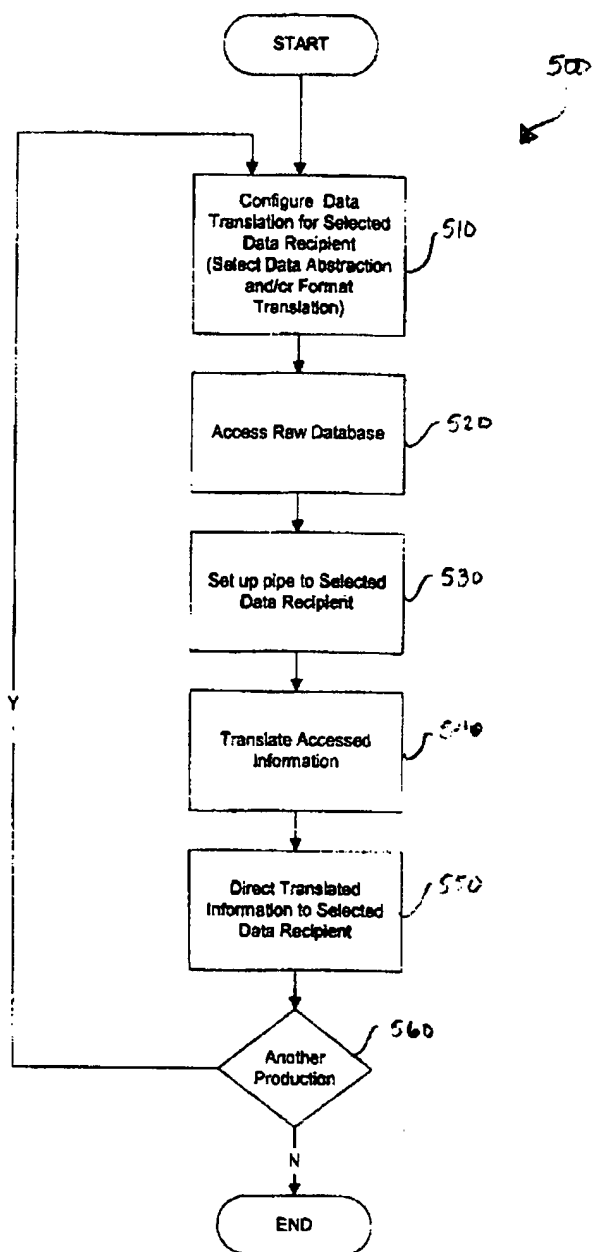 START
500
Configure Data
Translation for Selected
Data Recipient
(Select Data Abstraction
and/or Format
Translation)
510
Access Raw Database
520
Set up pipe to Selected
Data Recipient
530
Translate Accessed
Information
540
Direct Translated
Information to Selected
Data Recipient
550
Another
Production
560
Y
N
END